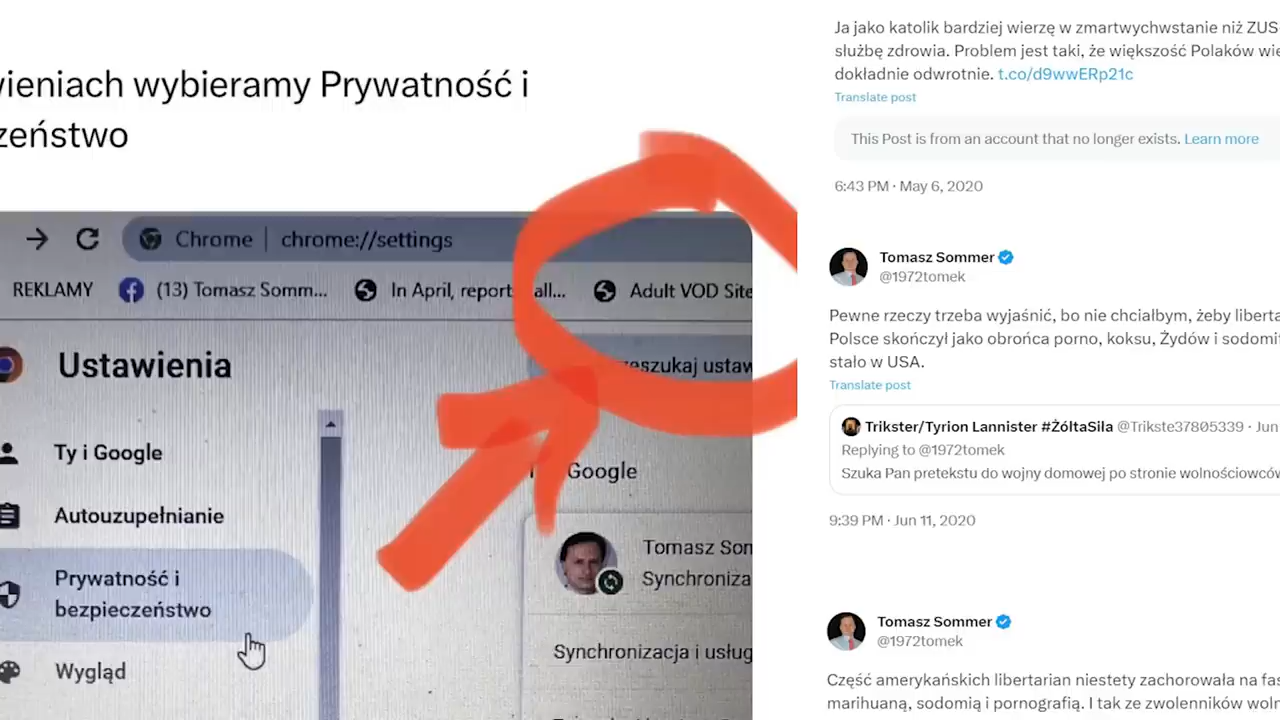 wieniach wybieramy Prywatność i
zeństwo
Chrome | chrome://settings
REKLAMY
(13) Tomasz Somm...
In April, report all...
Adult VOD Site
Ustawienia
zeszukaj ustaw
Ty i Google
Google
Autouzupełnianie
Tomasz Som
Synchroniza
Prywatność i
bezpieczeństwo
Synchronizacja i usług
Wygląd
Ja jako katolik bardziej wierzę w zmartwychwstanie niż ZUS
służbę zdrowia. Problem jest taki, że większość Polaków wie
dokładnie odwrotnie. t.co/d9wwERp21c
Translate post
This Post is from an account that no longer exists. Learn more
6:43 PM · May 6, 2020
Tomasz Sommer
@1972tomek
Pewne rzeczy trzeba wyjaśnić, bo nie chciałbym, żeby liberta
Polsce skończył jako obrońca porno, koksu, Żydów i sodomi
stało w USA.
Translate post
Trikster/Tyrion Lannister #ŻółtaSila @Trikste37805339 · Jun
Replying to @1972tomek
Szuka Pan pretekstu do wojny domowej po stronie wolnościowców
9:39 PM · Jun 11, 2020
Tomasz Sommer
@1972tomek
Część amerykańskich libertarian niestety zachorowała na fas
marihuaną, sodomią i pornografią. I tak ze zwolenników woln